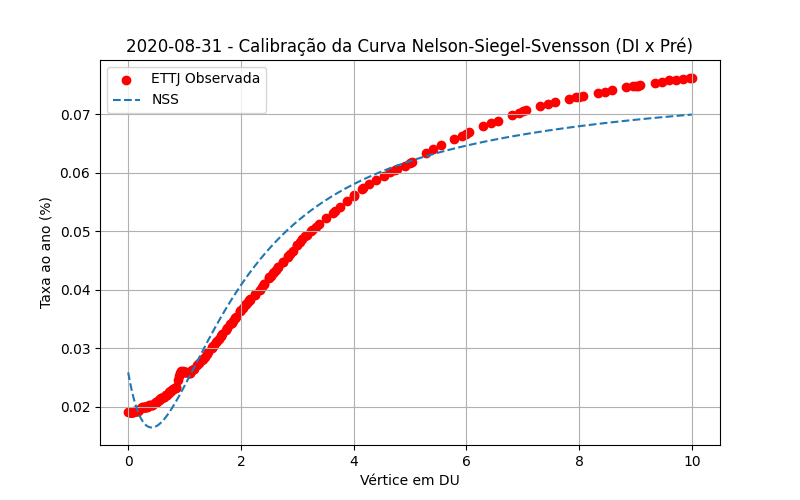 2020-08-31 - Calibração da Curva Nelson-Siegel-Svensson (DI x Pré)
ETTJ Observada
NSS
Taxa ao ano (%)
0.07
0.06
0.05
0.04
0.03
0.02
0 2 4 6 8 10
Vértice em DU